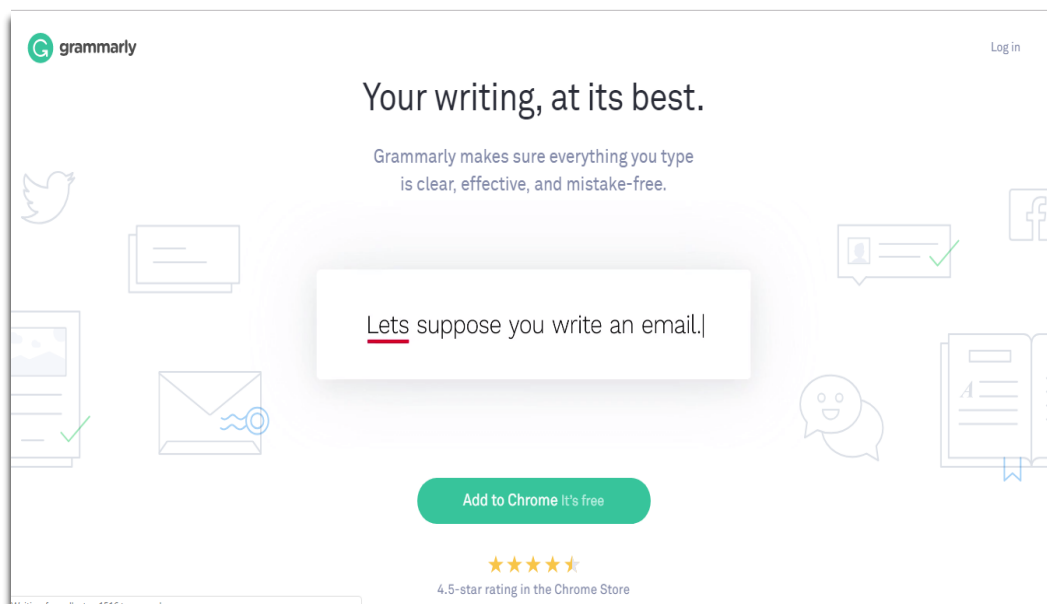 grammarly
Log in
Your writing, at its best.
Grammarly makes sure everything you type
is clear, effective, and mistake-free.
Lets suppose you write an email.
A
Add to Chrome It's free
4.5-star rating in the Chrome Store